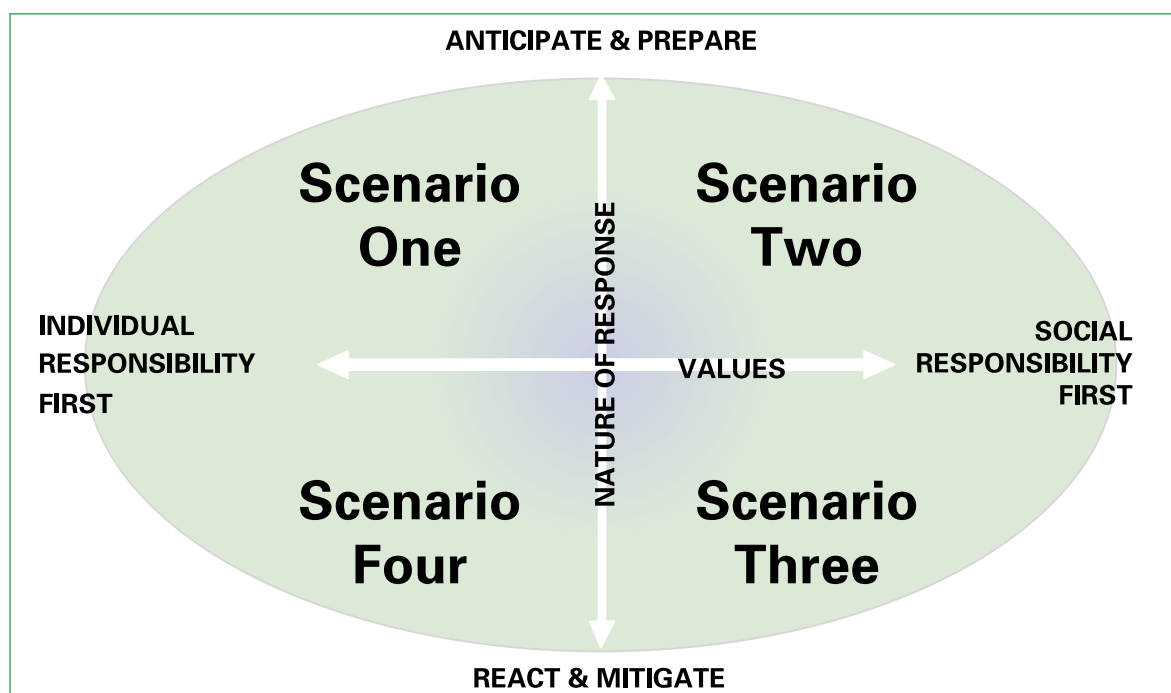 ANTICIPATE & PREPARE
Scenario
One
Scenario
Two
NATURE OF RESPONSE
INDIVIDUAL
RESPONSIBILITY
FIRST
VALUES
SOCIAL
RESPONSIBILITY
FIRST
Scenario
Four
Scenario
Three
REACT & MITIGATE